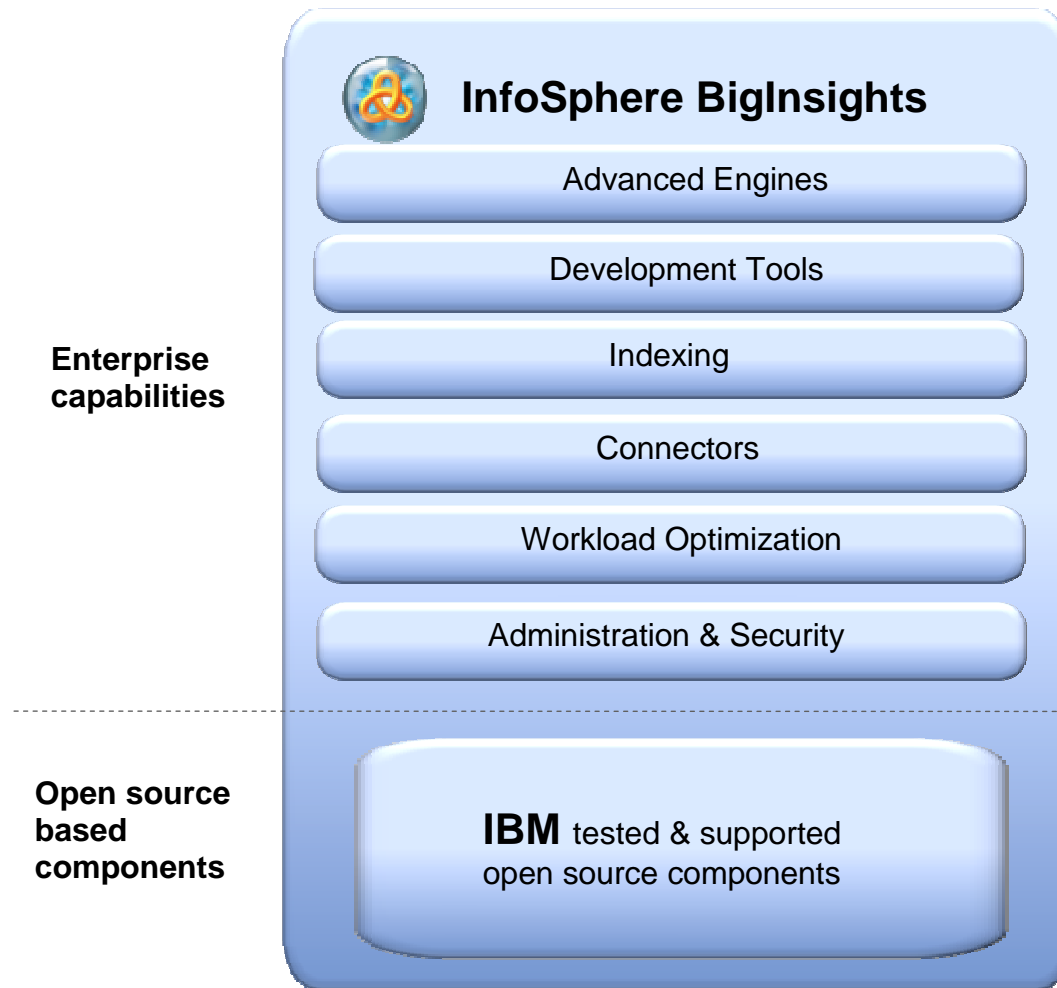 InfoSphere BigInsights
Advanced Engines
Development Tools
Indexing
Connectors
Workload Optimization
Administration & Security
Enterprise
capabilities
Open source
based
components
IBM tested & supported
open source components